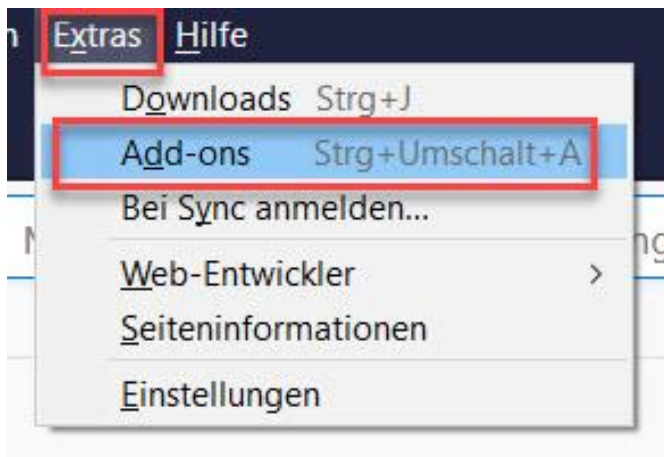 Extras Hilfe
Downloads Strg+J
Add-ons Strg+Umschalt+A
Bei Sync anmelden...
Web-Entwickler
Seiteninformationen
Einstellungen